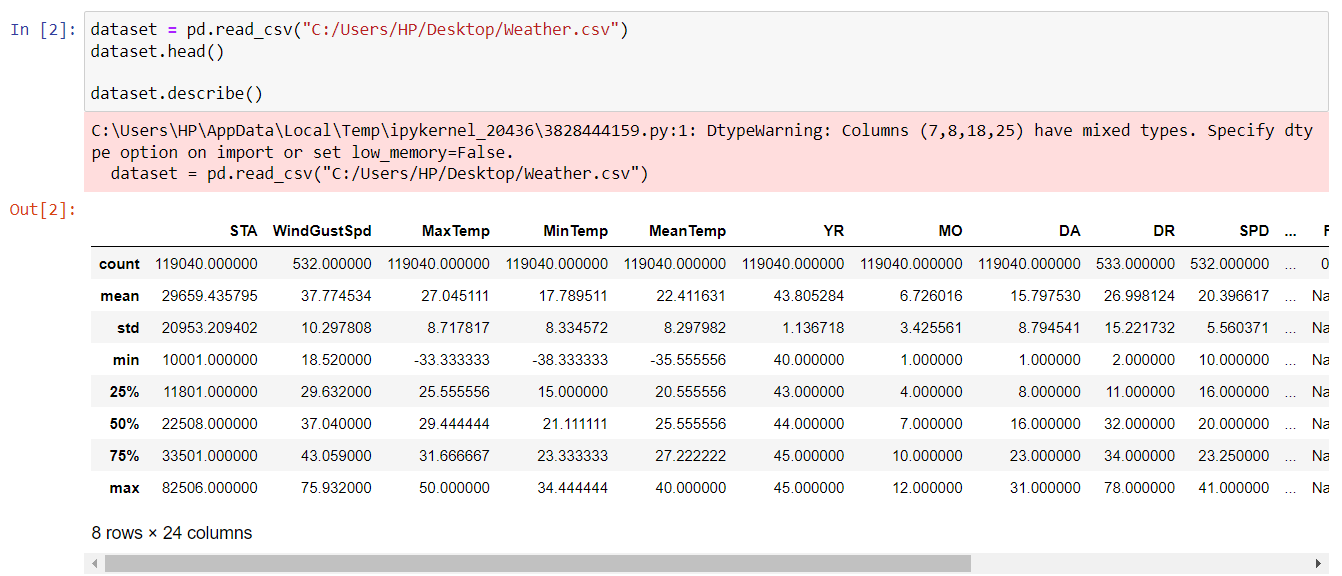 In [2]: dataset = pd.read_csv("C:/Users/HP/Desktop/Weather.csv")
dataset.head()
dataset.describe()
C:\Users\HP\AppData\Local\Temp\ipykernel_20436\3828444159.py:1: DtypeWarning: Columns (7,8,18,25) have mixed types. Specify dty
pe option on import or set low_memory=False.
dataset = pd.read_csv("C:/Users/HP/Desktop/Weather.csv")
Out[2]:
STA WindGustSpd MaxTemp MinTemp MeanTemp YR MO DA DR SPD ... F
count 119040.000000 532.000000 119040.000000 119040.000000 119040.000000 119040.000000 119040.000000 119040.000000 533.000000 532.000000 ... 0
mean 29659.435795 37.774534 27.045111 17.789511 22.411631 43.805284 6.726016 15.797530 26.998124 20.396617 ... Na
std 20953.209402 10.297808 8.717817 8.334572 8.297982 1.136718 3.425561 8.794541 15.221732 5.560371 ... Na
min 10001.000000 18.520000 -33.333333 -38.333333 -35.555556 40.000000 1.000000 1.000000 2.000000 10.000000 ... Na
25% 11801.000000 29.632000 25.555556 15.000000 20.555556 43.000000 4.000000 8.000000 11.000000 16.000000 ... Na
50% 22508.000000 37.040000 29.444444 21.111111 25.555556 44.000000 7.000000 16.000000 32.000000 20.000000 ... Na
75% 33501.000000 43.059000 31.666667 23.333333 27.222222 45.000000 10.000000 23.000000 34.000000 23.250000 ... Na
max 82506.000000 75.932000 50.000000 34.444444 40.000000 45.000000 12.000000 31.000000 78.000000 41.000000 ... Na
8 rows × 24 columns